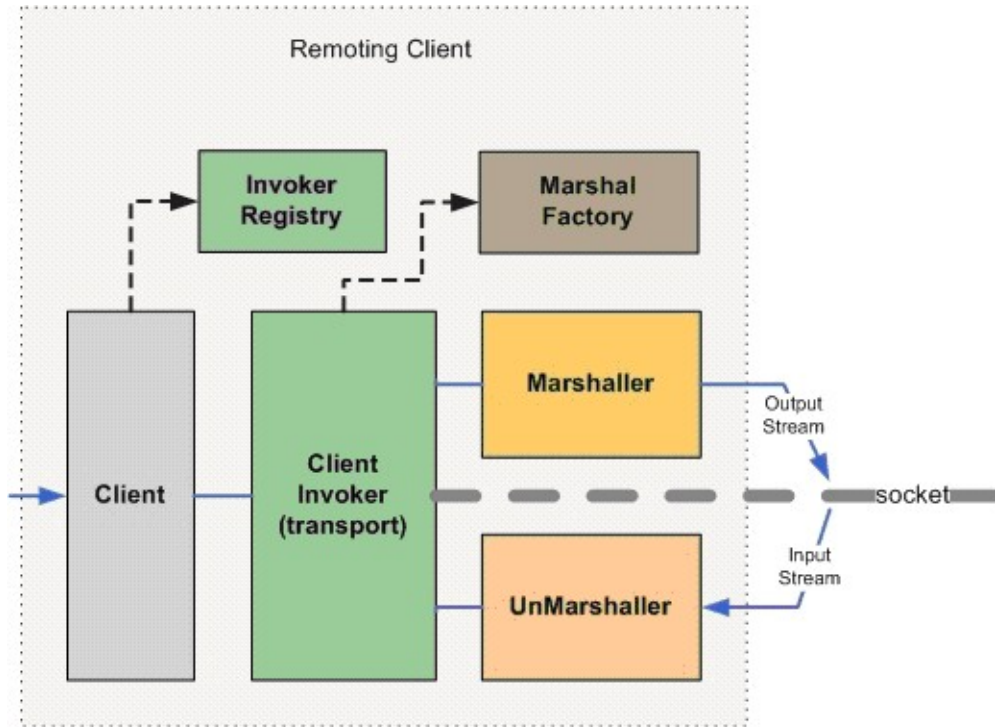 Remoting Client
Invoker
Registry
Marshal
Factory
Marshaller
Output
Stream
Client
Client
Invoker
(transport)
socket
Input
Stream
UnMarshaller